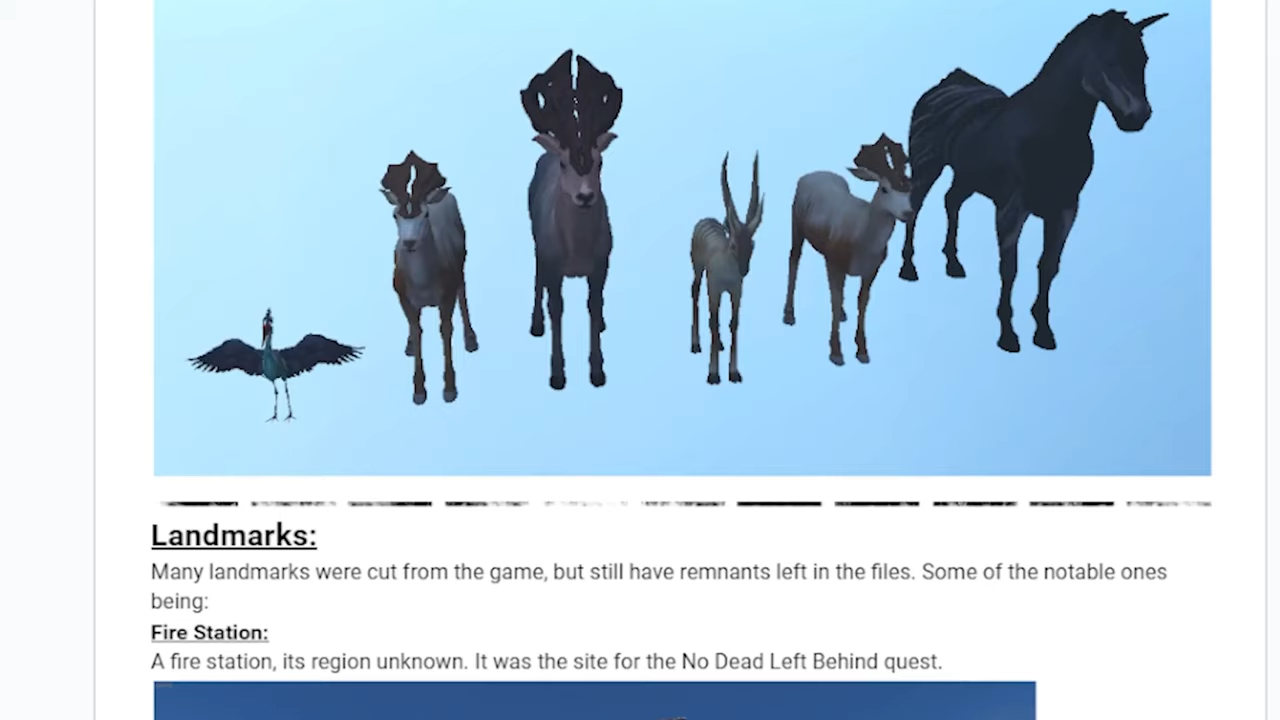 Landmarks:
Many landmarks were cut from the game, but still have remnants left in the files. Some of the notable ones
being:
Fire Station:
A fire station, its region unknown. It was the site for the No Dead Left Behind quest.